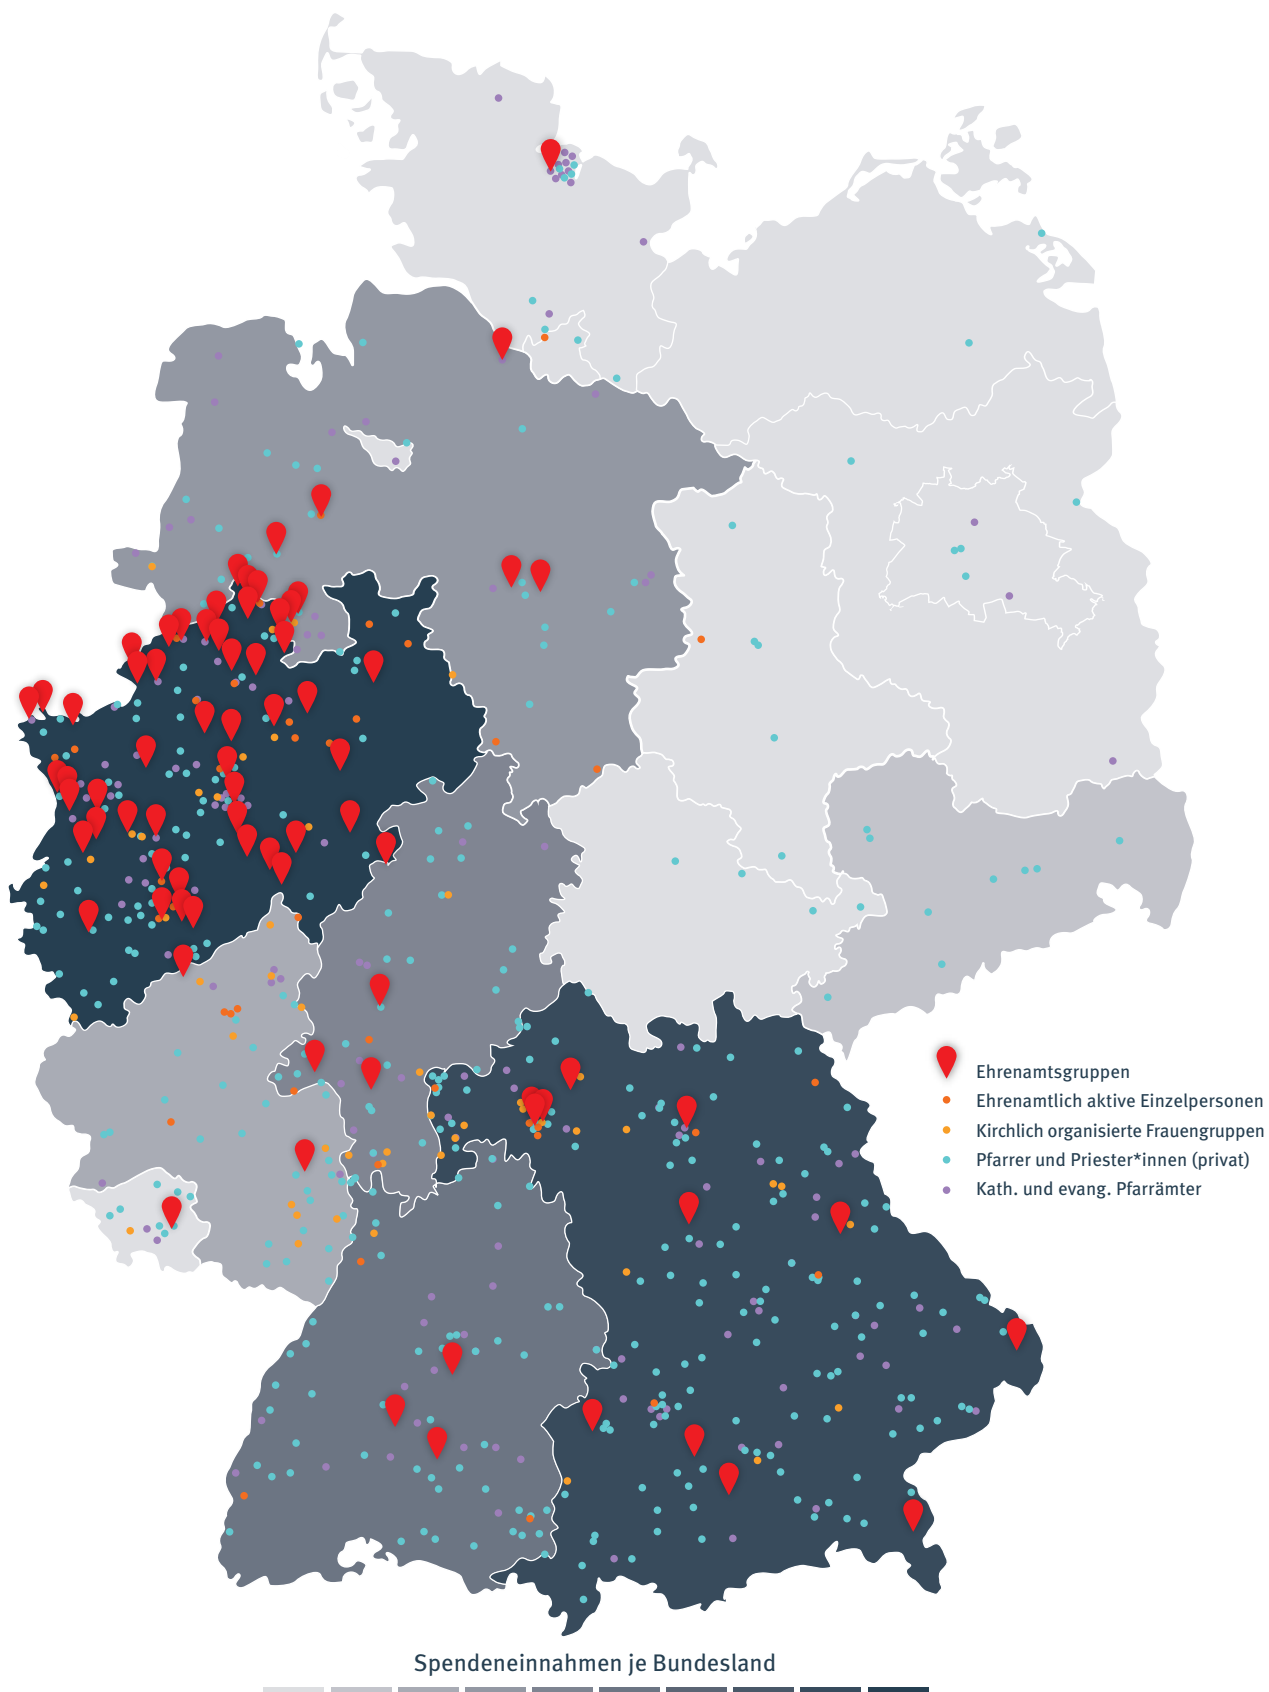 Ehrenamtsgruppen
Ehrenamtlich aktive Einzelpersonen
Kirchlich organisierte Frauengruppen
Pfarrer und Priester*innen (privat)
Kath. und evang. Pfarrämter
Spendeneinnahmen je Bundesland